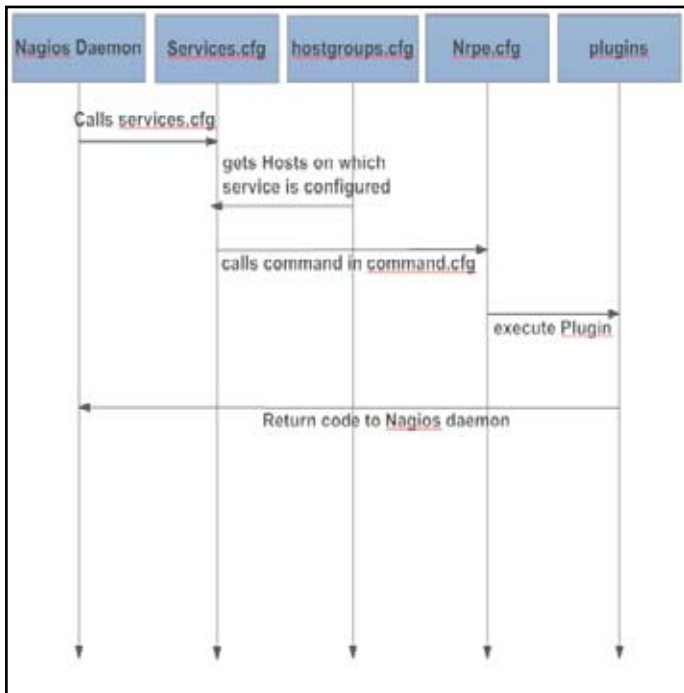 Nagios Daemon
Services.cfg
hostgroups.cfg
Nrpe.cfg
plugins
Calls services.cfg
gets Hosts on which
service is configured
calls command in command.cfg
execute Plugin
Return code to Nagios daemon